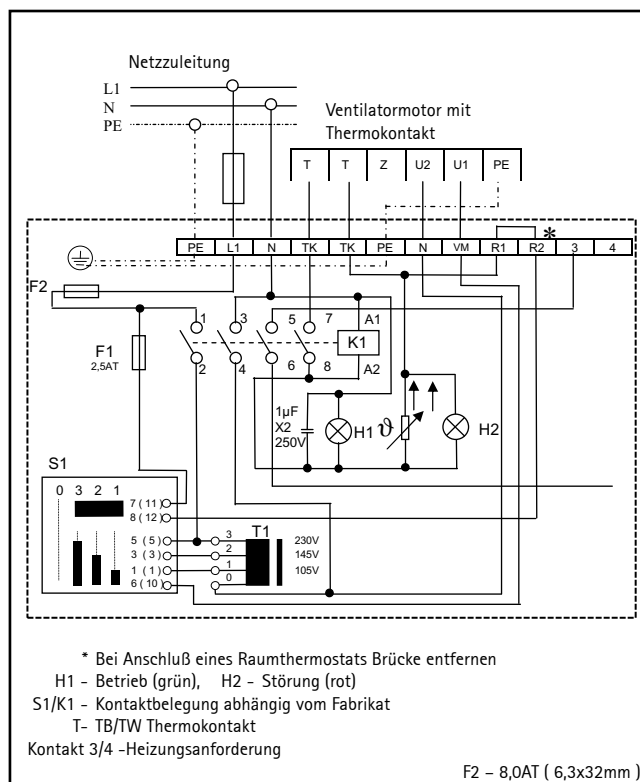 Netzzuleitung
L1
N
PE
Ventilatormotor mit
Thermokontakt
T T Z U2 U1 PE
PE L1 N TK TK PE N VM R1 R2 3 4
*
F2
1 3 5 7 A1
K1
F1
2,5AT
2 4 6 8 A2
1µF
X2
250V
H1 ϑ H2
S1
0 3 2 1
7 ( 11 )
8 ( 12 )
5 ( 5 ) 3 T1 230V
3 ( 3 ) 2 145V
1 ( 1 ) 1 105V
6 ( 10 ) 0
* Bei Anschluß eines Raumthermostats Brücke entfernen
H1 - Betrieb (grün), H2 - Störung (rot)
S1/K1 - Kontaktbelegung abhängig vom Fabrikat
T- TB/TW Thermokontakt
Kontakt 3/4 -Heizungsanforderung
F2 – 8,0AT ( 6,3x32mm )